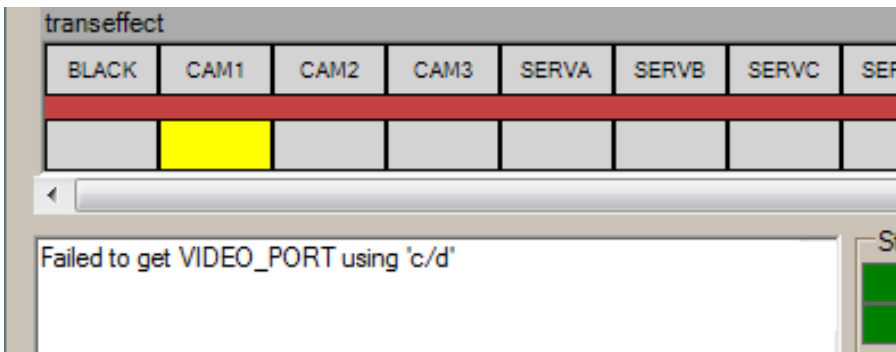 transeffect
BLACK CAM1 CAM2 CAM3 SERVA SERVB SERVC
Failed to get VIDEO_PORT using 'c/d'